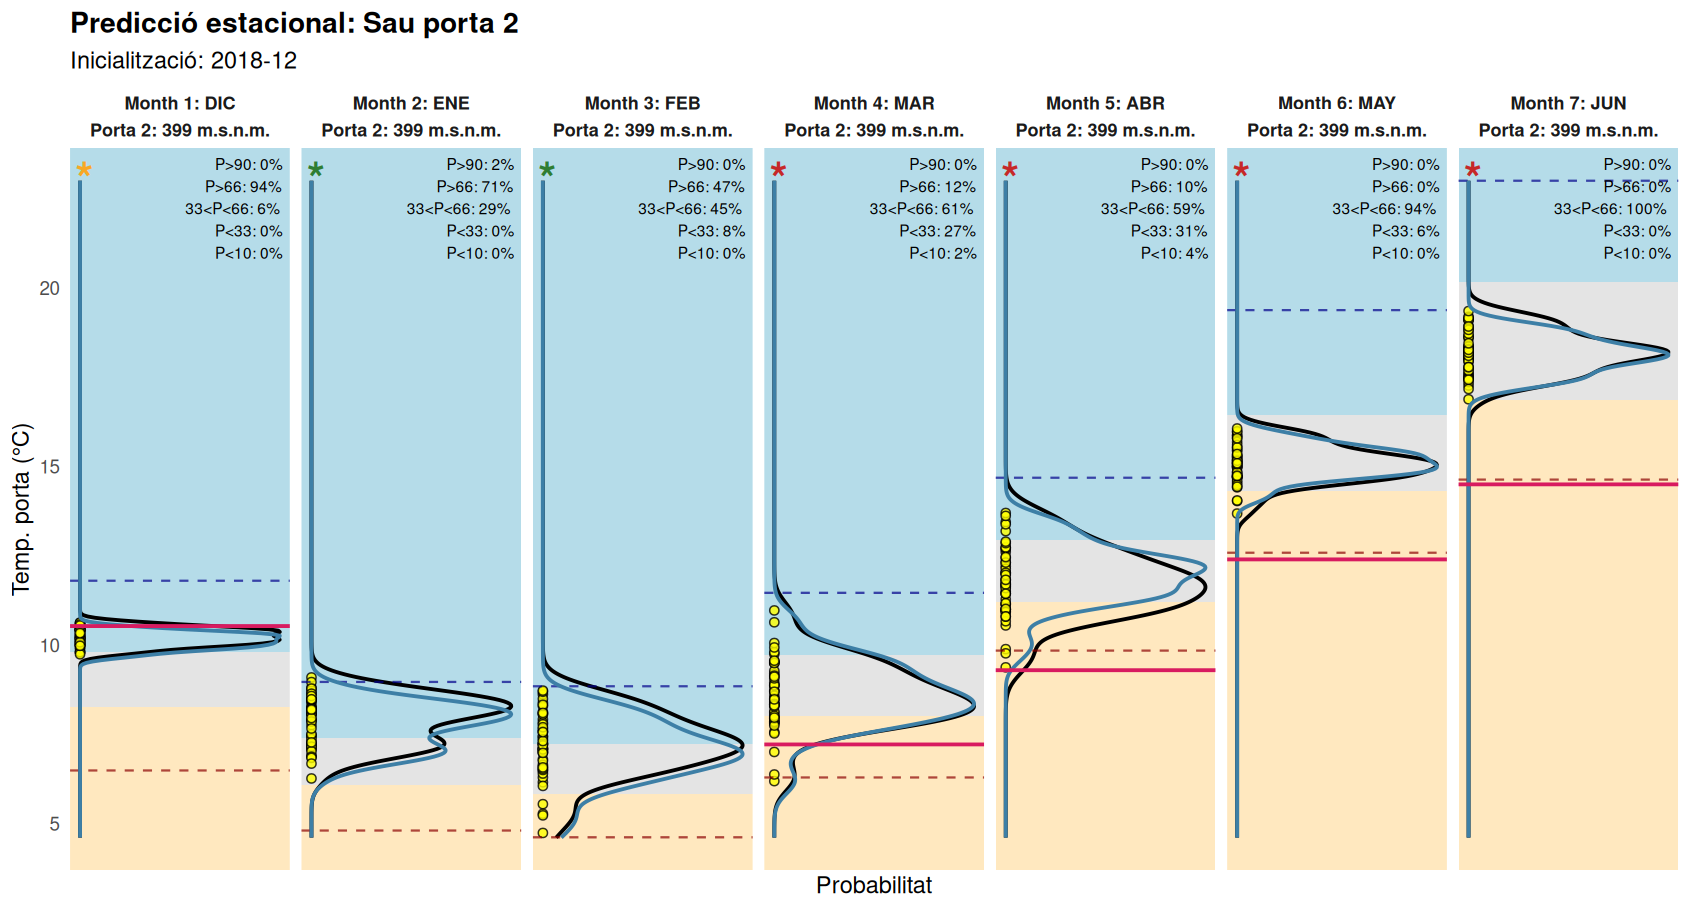 Predicció estacional: Sau porta 2
Inicialització: 2018-12
Month 1: DIC
Porta 2: 399 m.s.n.m.
Month 2: ENE
Porta 2: 399 m.s.n.m.
Month 3: FEB
Porta 2: 399 m.s.n.m.
Month 4: MAR
Porta 2: 399 m.s.n.m.
Month 5: ABR
Porta 2: 399 m.s.n.m.
Month 6: MAY
Porta 2: 399 m.s.n.m.
Month 7: JUN
Porta 2: 399 m.s.n.m.
*
P>90: 0%
P>66: 94%
33<P<66: 6%
P<33: 0%
P<10: 0%
*
P>90: 2%
P>66: 71%
33<P<66: 29%
P<33: 0%
P<10: 0%
*
P>90: 0%
P>66: 47%
33<P<66: 45%
P<33: 8%
P<10: 0%
*
P>90: 0%
P>66: 12%
33<P<66: 61%
P<33: 27%
P<10: 2%
*
P>90: 0%
P>66: 10%
33<P<66: 59%
P<33: 31%
P<10: 4%
*
P>90: 0%
P>66: 0%
33<P<66: 94%
P<33: 6%
P<10: 0%
*
P>90: 0%
P>66: 0%
33<P<66: 100%
P<33: 0%
P<10: 0%
20
15
10
5
Temp. porta (°C)
Probabilitat